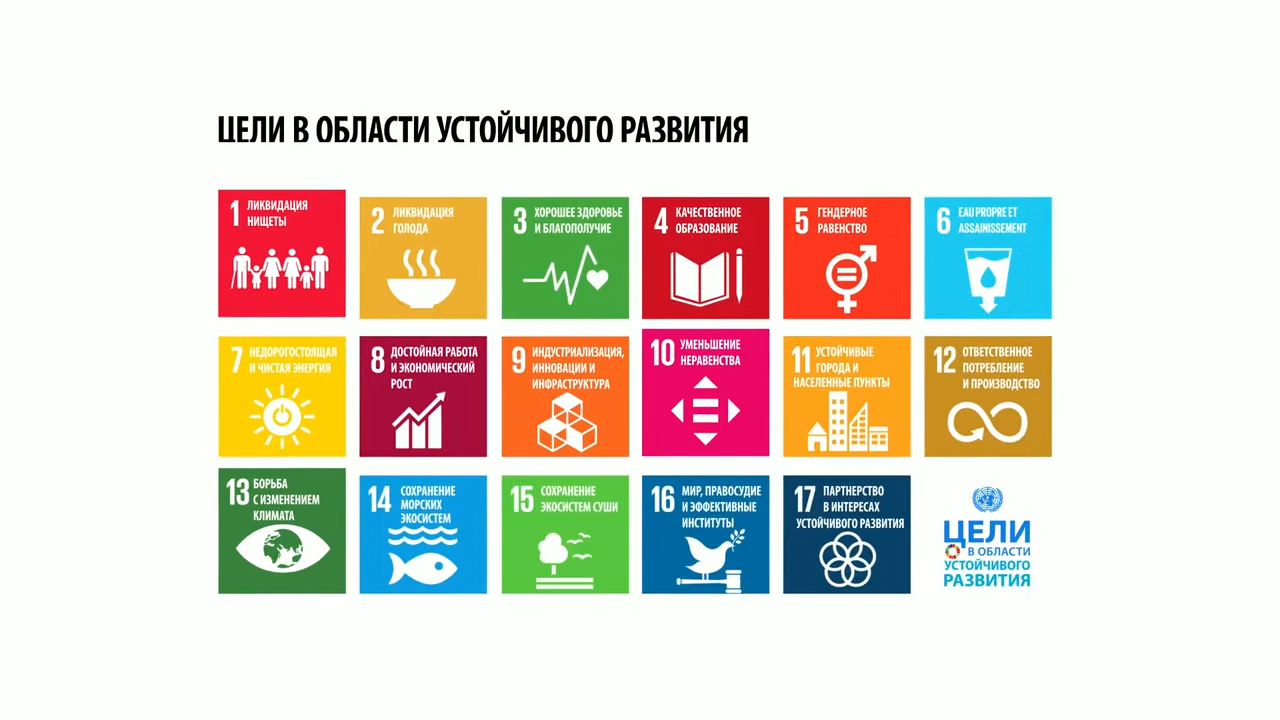 ЦЕЛИ В ОБЛАСТИ УСТОЙЧИВОГО РАЗВИТИЯ
1 ЛИКВИДАЦИЯ
НИЩЕТЫ
2 ЛИКВИДАЦИЯ
ГОЛОДА
3 ХОРОШЕЕ ЗДОРОВЬЕ
И БЛАГОПОЛУЧИЕ
4 КАЧЕСТВЕННОЕ
ОБРАЗОВАНИЕ
5 ГЕНДЕРНОЕ
РАВЕНСТВО
6 EAU PROPRE ET
ASSAINISSEMENT
7 НЕДОРОГОСТОЯЩАЯ
И ЧИСТАЯ ЭНЕРГИЯ
8 ДОСТОЙНАЯ РАБОТА
И ЭКОНОМИЧЕСКИЙ
РОСТ
9 ИНДУСТРИАЛИЗАЦИЯ,
ИННОВАЦИИ И
ИНФРАСТРУКТУРА
10 УМЕНЬШЕНИЕ
НЕРАВЕНСТВА
11 УСТОЙЧИВЫЕ
ГОРОДА И
НАСЕЛЕННЫЕ ПУНКТЫ
12 ОТВЕТСТВЕННОЕ
ПОТРЕБЛЕНИЕ
И ПРОИЗВОДСТВО
13 БОРЬБА
С ИЗМЕНЕНИЕМ
КЛИМАТА
14 СОХРАНЕНИЕ
МОРСКИХ
ЭКОСИСТЕМ
15 СОХРАНЕНИЕ
ЭКОСИСТЕМ СУШИ
16 МИР, ПРАВОСУДИЕ
И ЭФФЕКТИВНЫЕ
ИНСТИТУТЫ
17 ПАРТНЕРСТВО
В ИНТЕРЕСАХ
УСТОЙЧИВОГО РАЗВИТИЯ
ЦЕЛИ
В ОБЛАСТИ
УСТОЙЧИВОГО
РАЗВИТИЯ